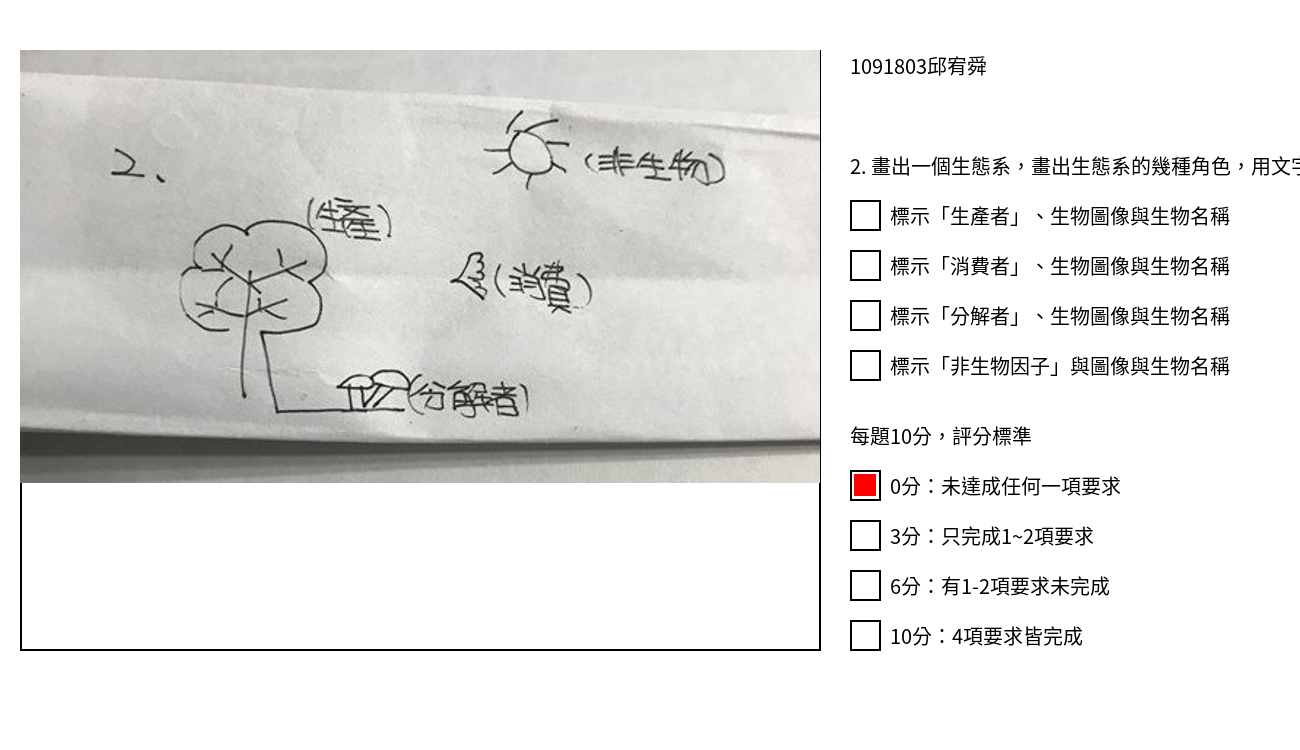 1091803邱宥舜
2. 畫出一個生態系，畫出生態系的幾種角色，用文字
標示「生產者」、生物圖像與生物名稱
標示「消費者」、生物圖像與生物名稱
標示「分解者」、生物圖像與生物名稱
標示「非生物因子」與圖像與生物名稱
每題10分，評分標準
0分：未達成任何一項要求
3分：只完成1~2項要求
6分：有1-2項要求未完成
10分：4項要求皆完成
2、
(非生物)
(生產)
(消費)
(分解者)